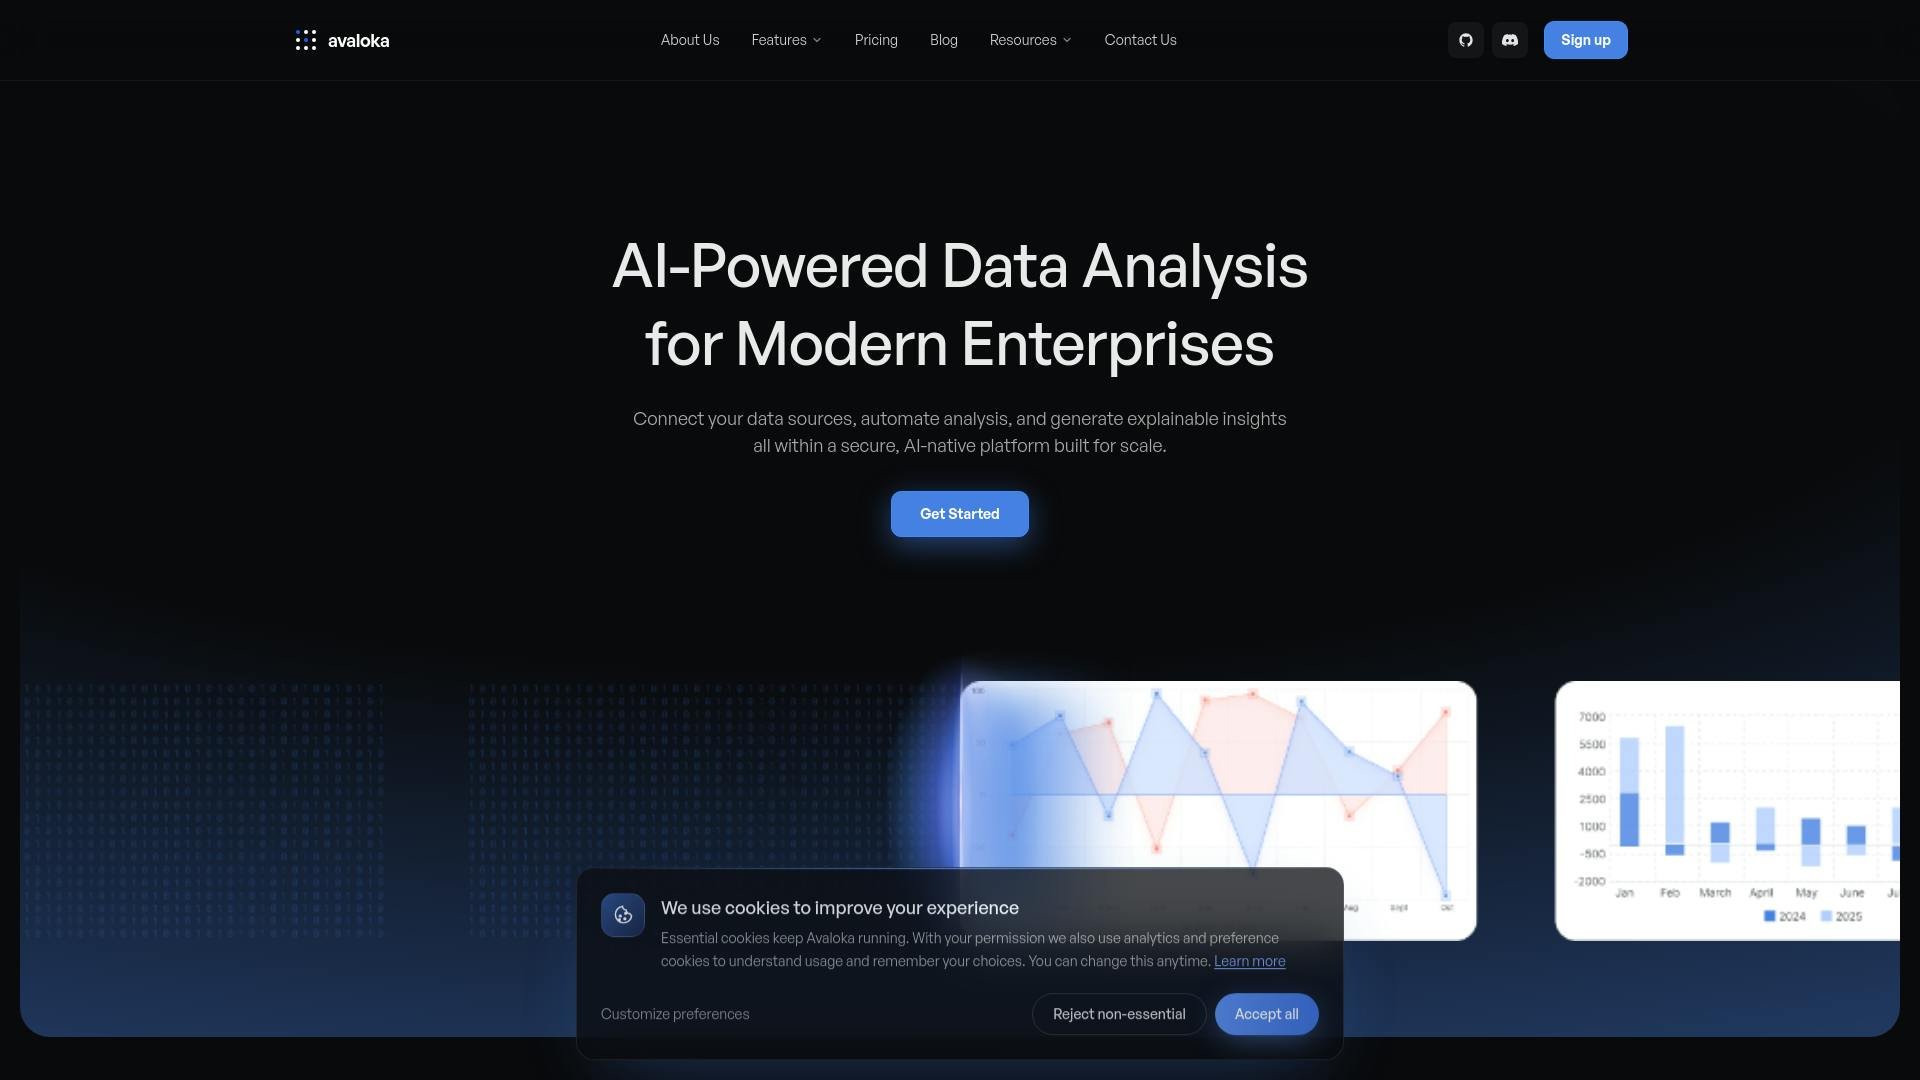 avaloka
About Us
Features
Pricing
Blog
Resources
Contact Us
Sign up
AI-Powered Data Analysis
for Modern Enterprises
Connect your data sources, automate analysis, and generate explainable insights
all within a secure, AI-native platform built for scale.
Get Started
100
Aug
Sept
Oct
7000
5500
4000
2500
1000
-500
-2000
Jan Feb March April May June
2024 2025
We use cookies to improve your experience
Essential cookies keep Avaloka running. With your permission we also use analytics and preference
cookies to understand usage and remember your choices. You can change this anytime. Learn more
Customize preferences
Reject non-essential
Accept all